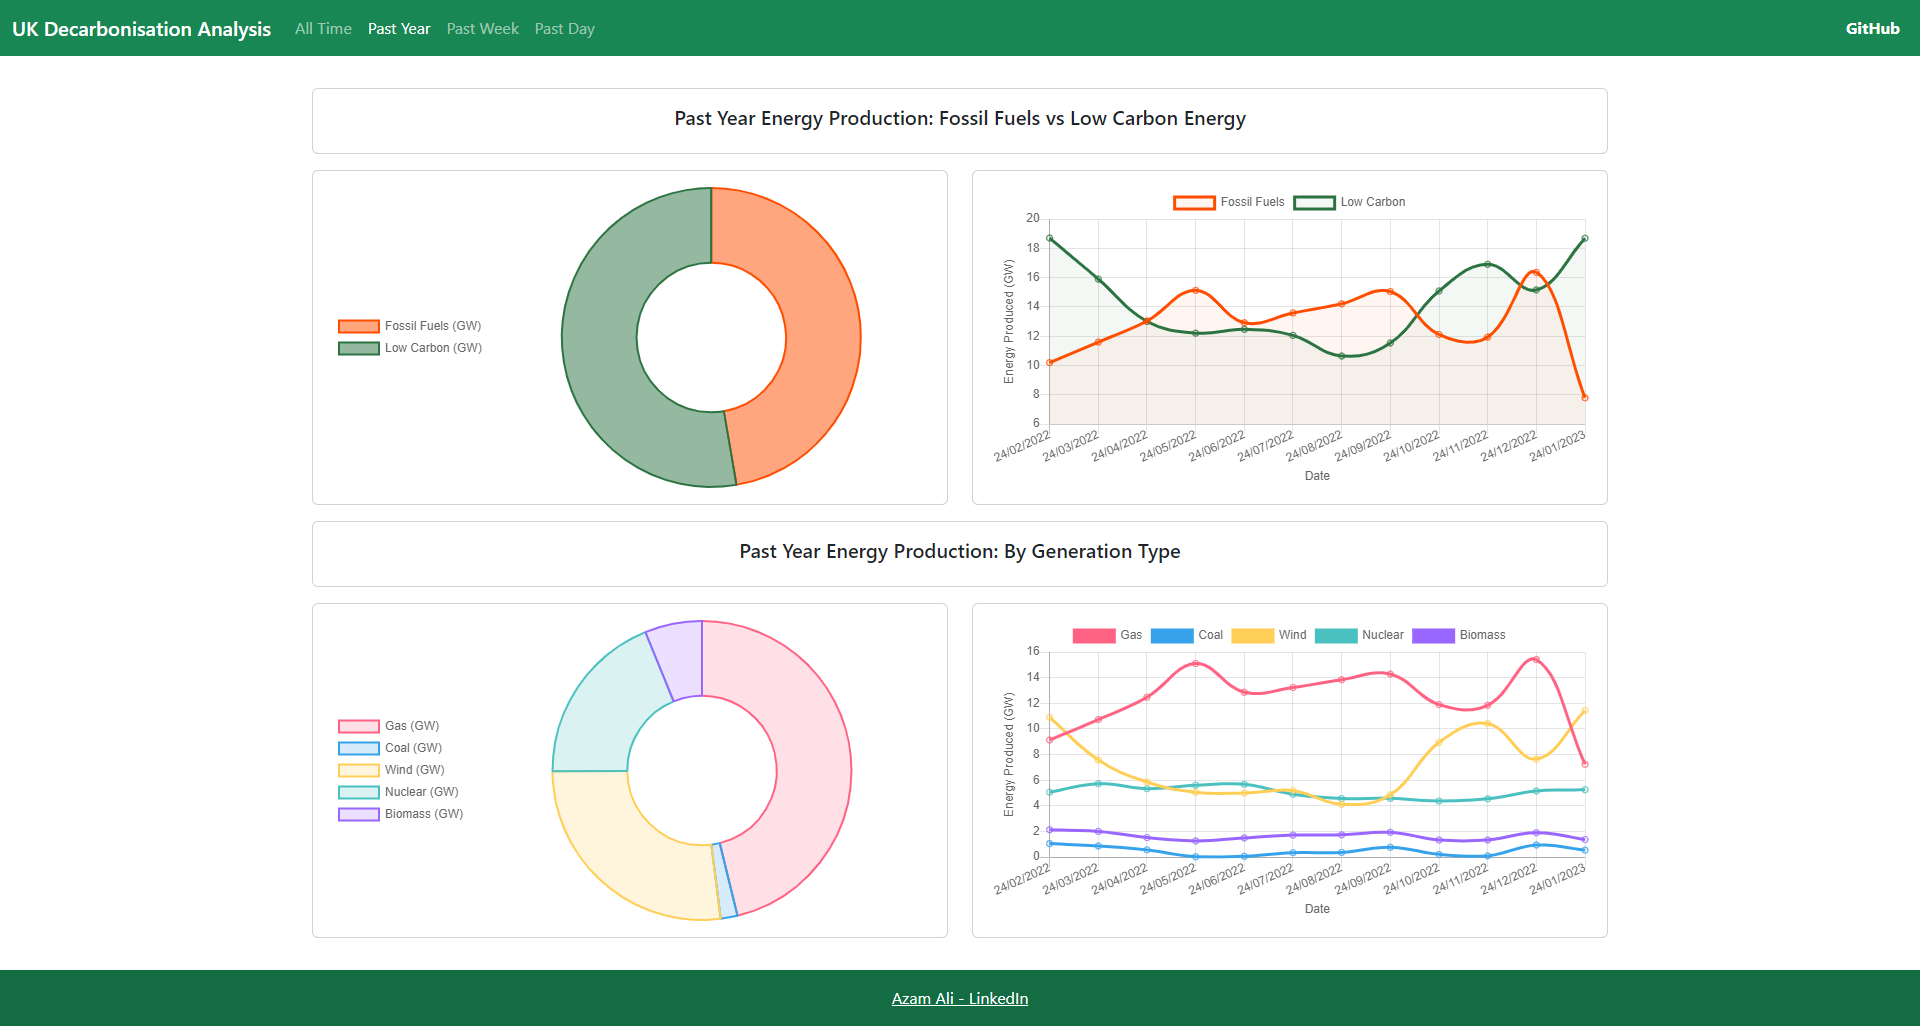 UK Decarbonisation Analysis All Time Past Year Past Week Past Day GitHub
Past Year Energy Production: Fossil Fuels vs Low Carbon Energy
Fossil Fuels (GW)
Low Carbon (GW)
Fossil Fuels Low Carbon
Energy Produced (GW)
20
18
16
14
12
10
8
6
24/02/2022 24/03/2022 24/04/2022 24/05/2022 24/06/2022 24/07/2022 24/08/2022 24/09/2022 24/10/2022 24/11/2022 24/12/2022 24/01/2023
Date
Past Year Energy Production: By Generation Type
Gas (GW)
Coal (GW)
Wind (GW)
Nuclear (GW)
Biomass (GW)
Gas Coal Wind Nuclear Biomass
Energy Produced (GW)
16
14
12
10
8
6
4
2
0
24/02/2022 24/03/2022 24/04/2022 24/05/2022 24/06/2022 24/07/2022 24/08/2022 24/09/2022 24/10/2022 24/11/2022 24/12/2022 24/01/2023
Date
Azam Ali - LinkedIn